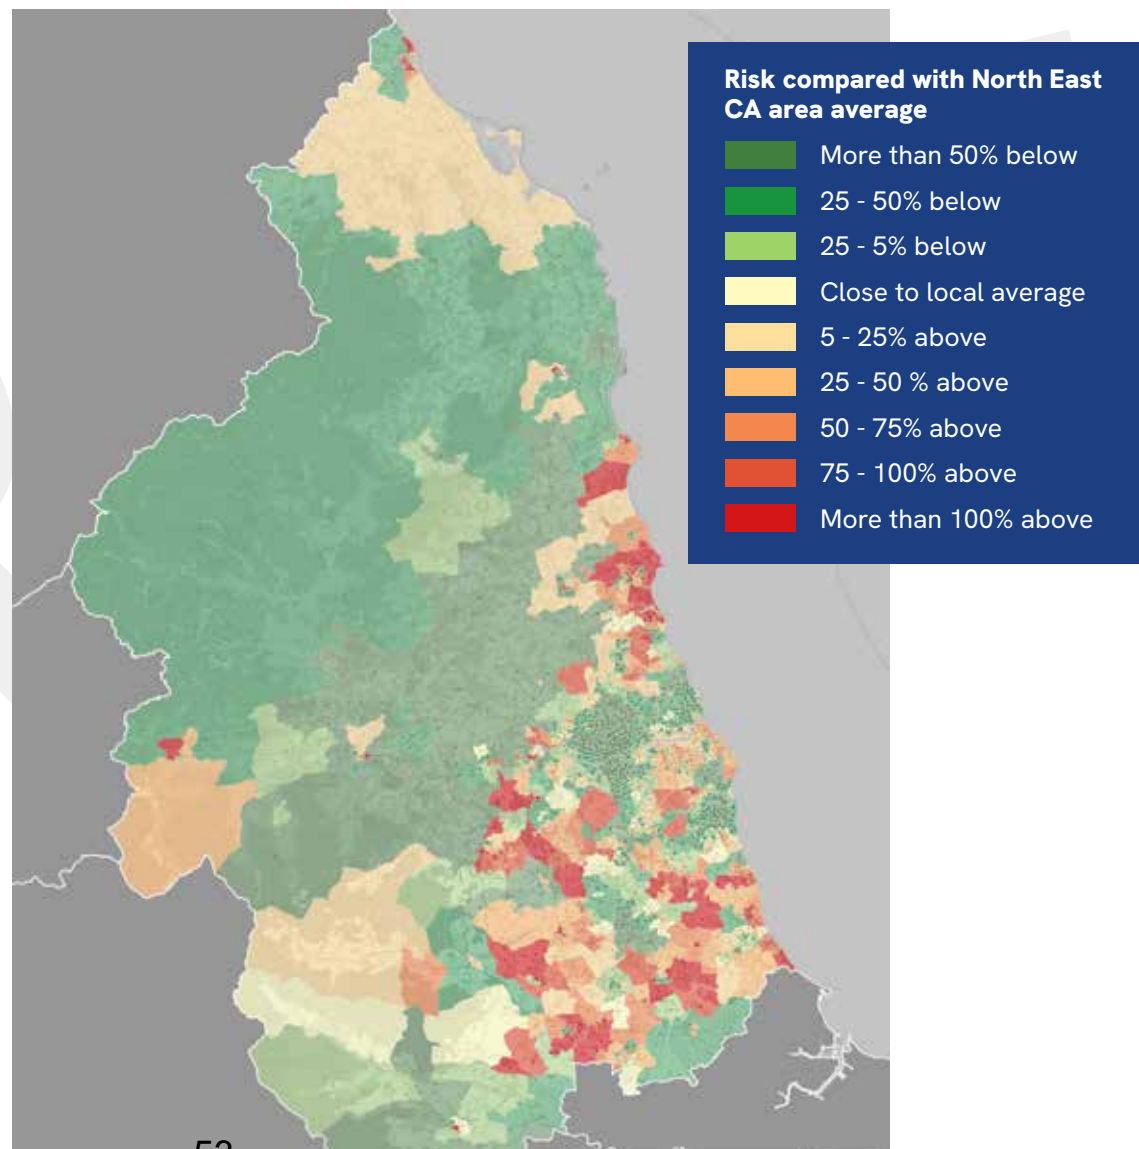 Risk compared with North East
CA area average
More than 50% below
25 - 50% below
25 - 5% below
Close to local average
5 - 25% above
25 - 50 % above
50 - 75% above
75 - 100% above
More than 100% above